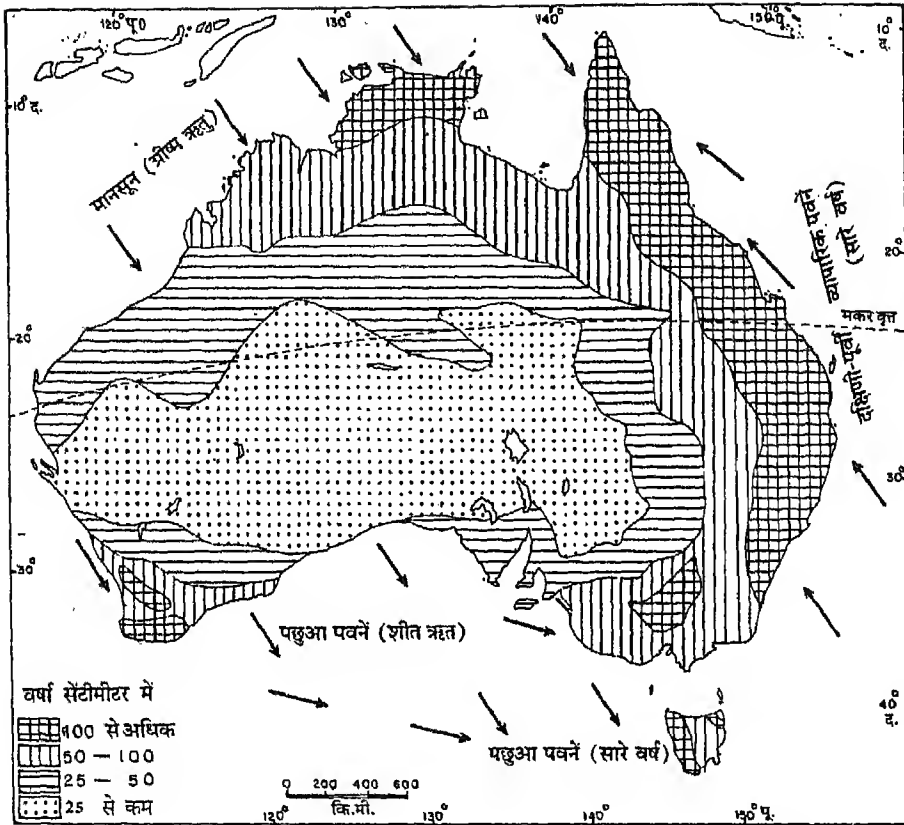 120° पू०
130°
140°
150° पू.
10°
द.
10° द.
मानसून (ग्रीष्म ऋतु)
दक्षिणी-पूर्वी व्यापारिक पवनें
(सारे वर्ष)
20°
मकर वृत्त
20°
30°
30°
पछुआ पवनें (शीत ऋत)
वर्षा सेंटीमीटर में
100 से अधिक
50 - 100
25 - 50
25 से कम
40°
द.
पछुआ पवनें (सारे वर्ष)
0 200 400 600
कि.मी.
120°
130°
140°
150° पू.